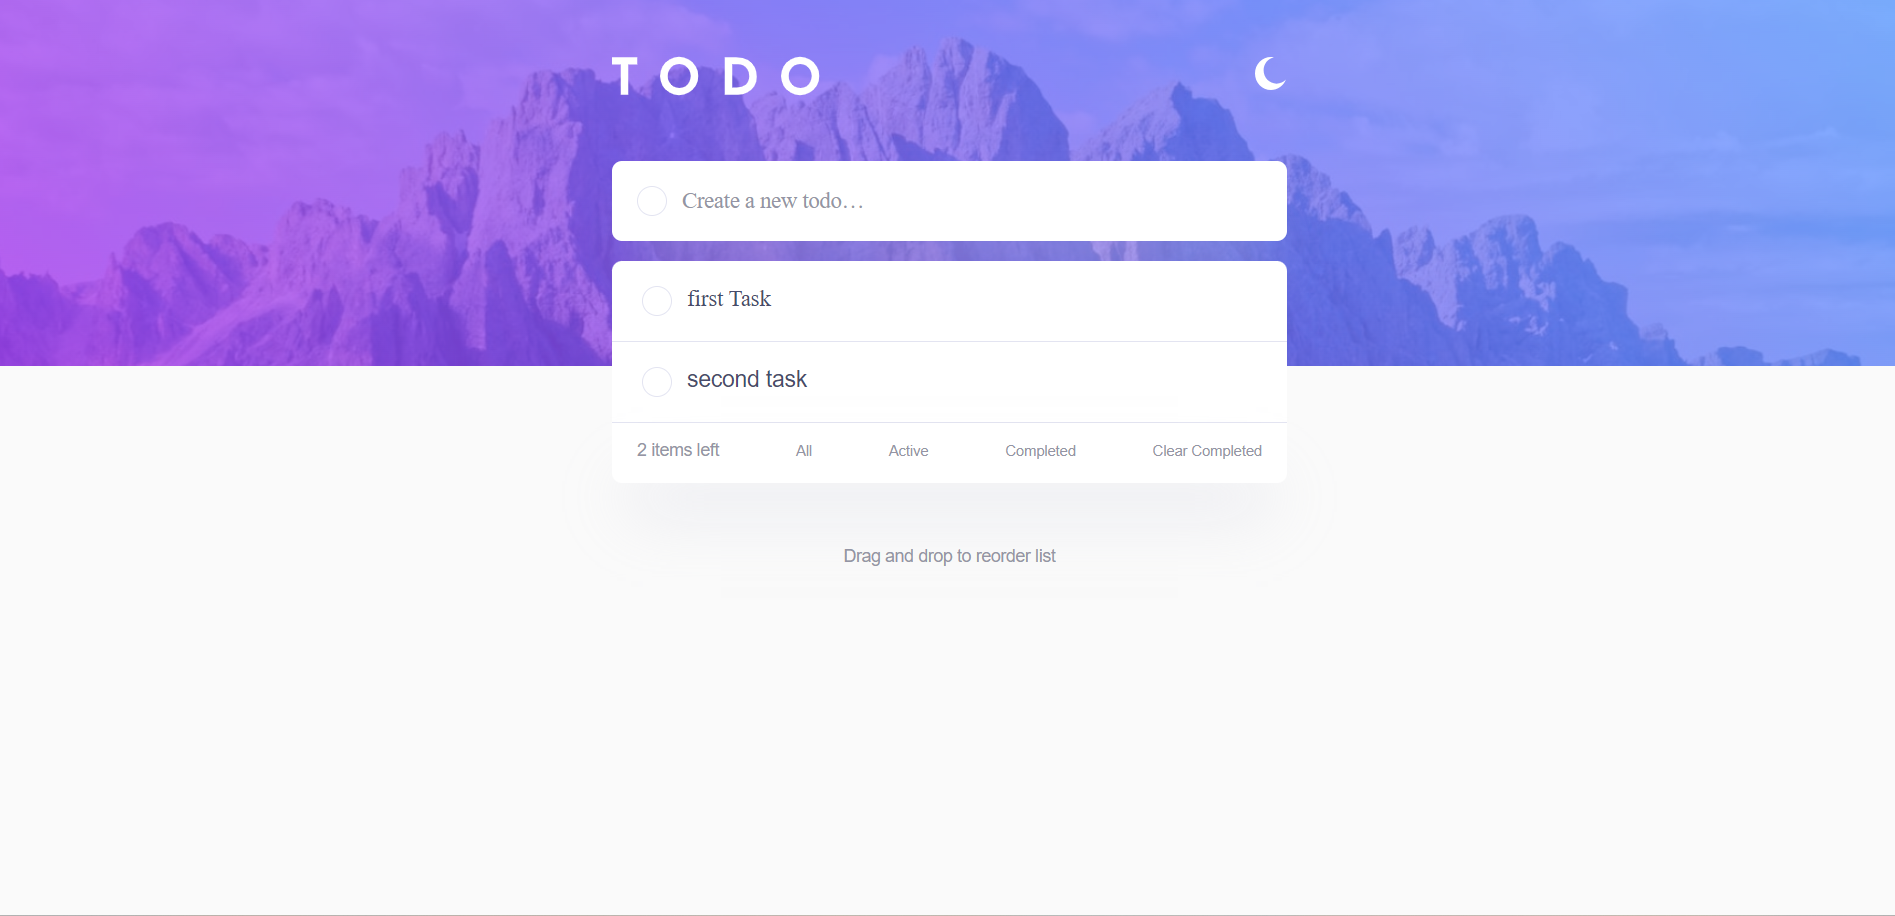 TODO
Create a new todo…
first Task
second task
2 items left All Active Completed Clear Completed
Drag and drop to reorder list